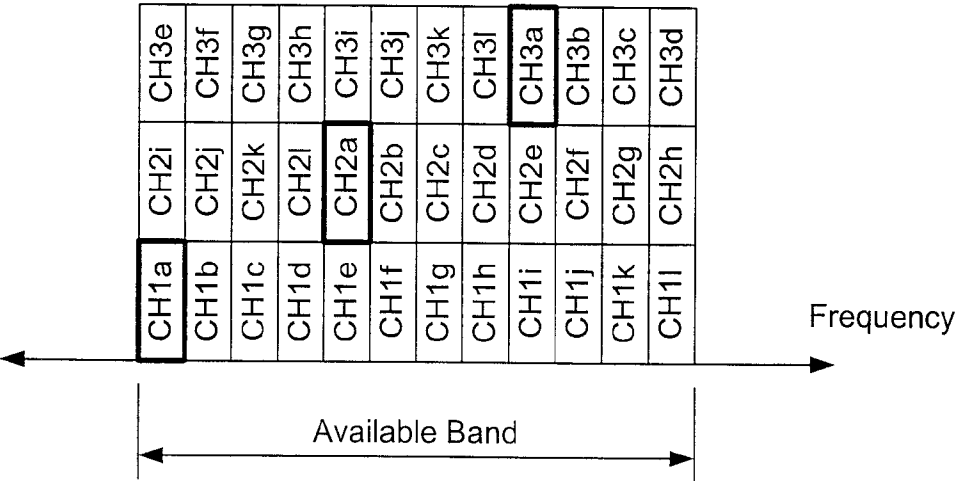 CH3e CH3f CH3g CH3h CH3i CH3j CH3k CH3l CH3a CH3b CH3c CH3d
CH2i CH2j CH2k CH2l CH2a CH2b CH2c CH2d CH2e CH2f CH2g CH2h
CH1a CH1b CH1c CH1d CH1e CH1f CH1g CH1h CH1i CH1j CH1k CH1l
Frequency
Available Band